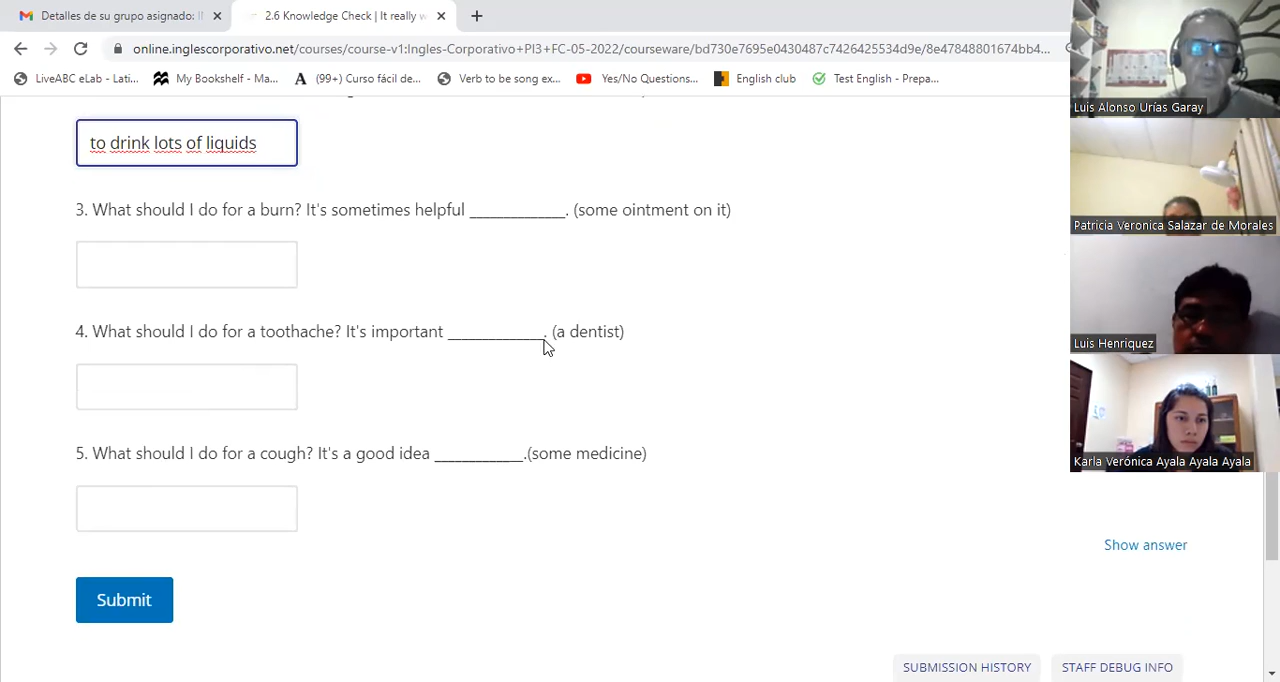 Detalles de su grupo asignado: I
2.6 Knowledge Check | It really w
online.inglescorporativo.net/courses/course-v1:Ingles-Corporativo+PI3+FC-05-2022/courseware/bd730e7695e0430487c7426425534d9e/8e47848801674bb4...
LiveABC eLab - Lati...
My Bookshelf - Ma...
(99+) Curso fácil de...
Verb to be song ex...
Yes/No Questions...
English club
Test English - Prepa...
to drink lots of liquids
3. What should I do for a burn? It's sometimes helpful _____________. (some ointment on it)
4. What should I do for a toothache? It's important _____________. (a dentist)
5. What should I do for a cough? It's a good idea ____________.(some medicine)
Show answer
Submit
SUBMISSION HISTORY
STAFF DEBUG INFO
Luis Alonso Urías Garay
Patricia Veronica Salazar de Morales
Luis Henriquez
Karla Verónica Ayala Ayala Ayala